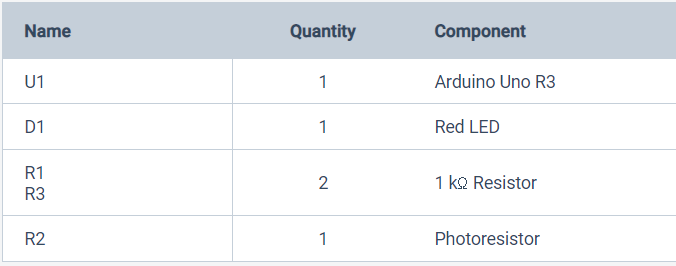 Name Quantity Component
U1 1 Arduino Uno R3
D1 1 Red LED
R1
R3 2 1 kΩ Resistor
R2 1 Photoresistor